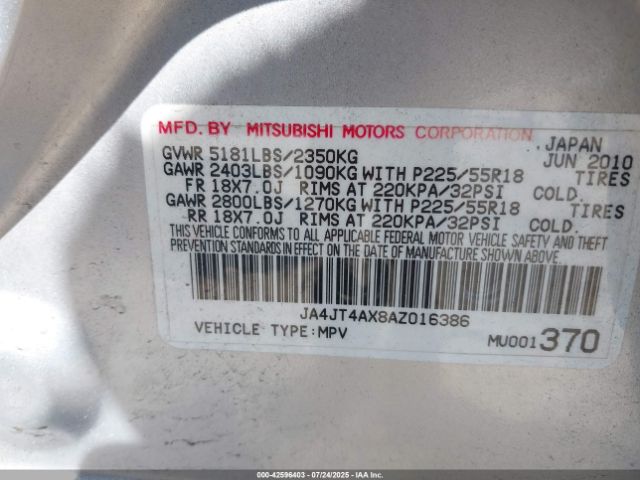 MFD. BY MITSUBISHI MOTORS CORPORATION
JAPAN
GVWR 5181LBS/2350KG JUN 2010
GAWR 2403LBS/1090KG WITH P225/55R18 TIRES
FR 18X7.0J RIMS AT 220KPA/32PSI COLD.
GAWR 2800LBS/1270KG WITH P225/55R18 TIRES
RR 18X7.0J RIMS AT 220KPA/32PSI COLD.
THIS VEHICLE CONFORMS TO ALL APPLICABLE FEDERAL MOTOR VEHICLE SAFETY AND THEFT
PREVENTION STANDARDS IN EFFECT ON THE DATE OF MANUFACTURE SHOWN ABOVE.
JA4JT4AX8AZ016386
VEHICLE TYPE:MPV
MU001370
000-42596403 - 07/24/2025 - COPYRIGHT IAA, LLC.